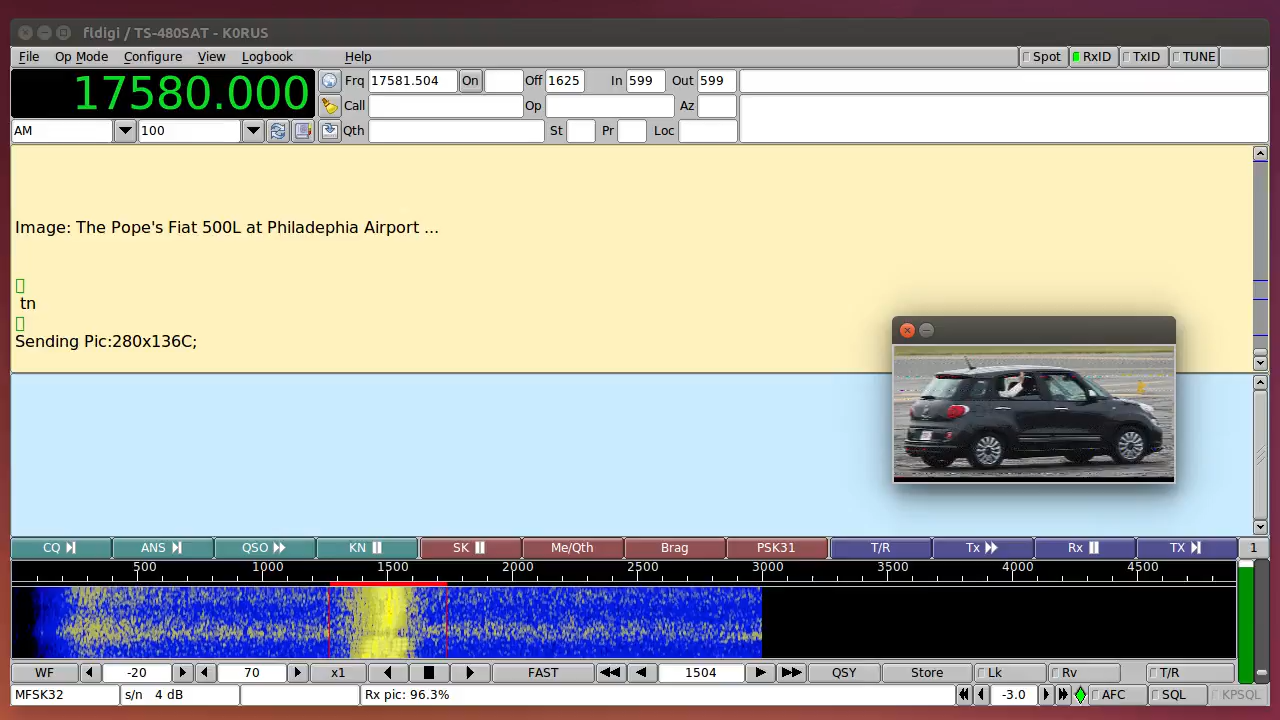 fldigi / TS-480SAT - K0RUS
File Op Mode Configure View Logbook Help Spot RxID TxID TUNE
17580.000 Frq 17581.504 On Off 1625 In 599 Out 599
Call Op Az
AM 100 Qth St Pr Loc
Image: The Pope's Fiat 500L at Philadephia Airport ...
tn
Sending Pic:280x136C;
CQ ANS QSO KN SK Me/Qth Brag PSK31 T/R Tx Rx TX 1
500 1000 1500 2000 2500 3000 3500 4000 4500
WF -20 70 x1 FAST 1504 QSY Store Lk Rv T/R
MFSK32 s/n 4 dB Rx pic: 96.3% -3.0 AFC SQL KPSQL